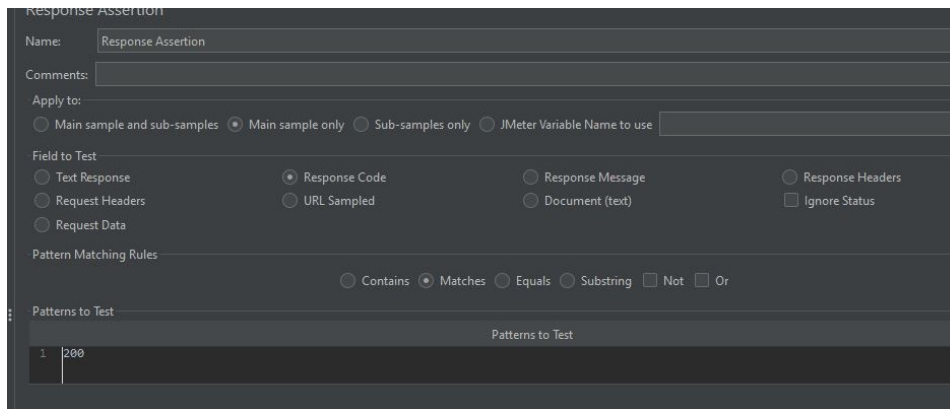 Response Assertion
Name: Response Assertion
Comments:
Apply to:
Main sample and sub-samples Main sample only Sub-samples only JMeter Variable Name to use
Field to Test
Text Response Response Code Response Message Response Headers
Request Headers URL Sampled Document (text) Ignore Status
Request Data
Pattern Matching Rules
Contains Matches Equals Substring Not Or
Patterns to Test
Patterns to Test
1 200